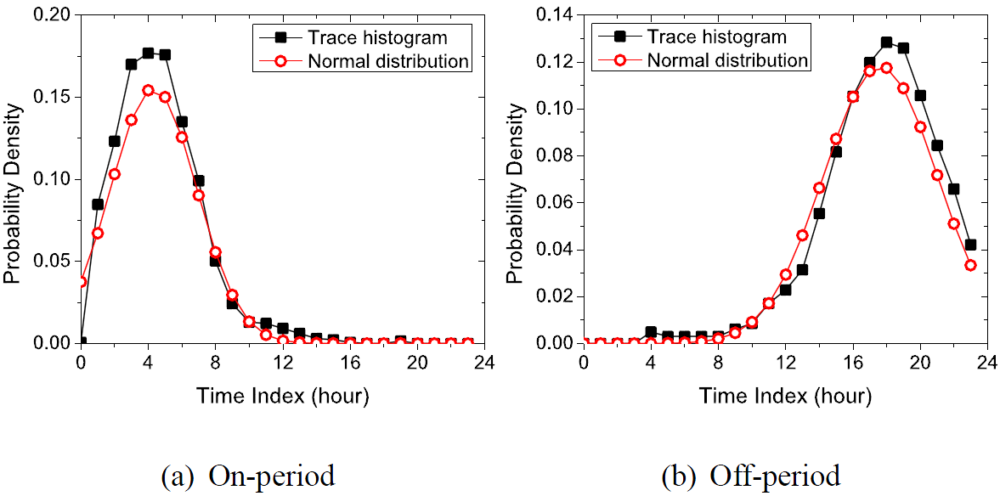 0.20
0.15
0.10
0.05
0.00
Probability Density
Trace histogram
Normal distribution
0 4 8 12 16 20 24
Time Index (hour)
(a) On-period
0.14
0.12
0.10
0.08
0.06
0.04
0.02
0.00
Probability Density
Trace histogram
Normal distribution
0 4 8 12 16 20 24
Time Index (hour)
(b) Off-period